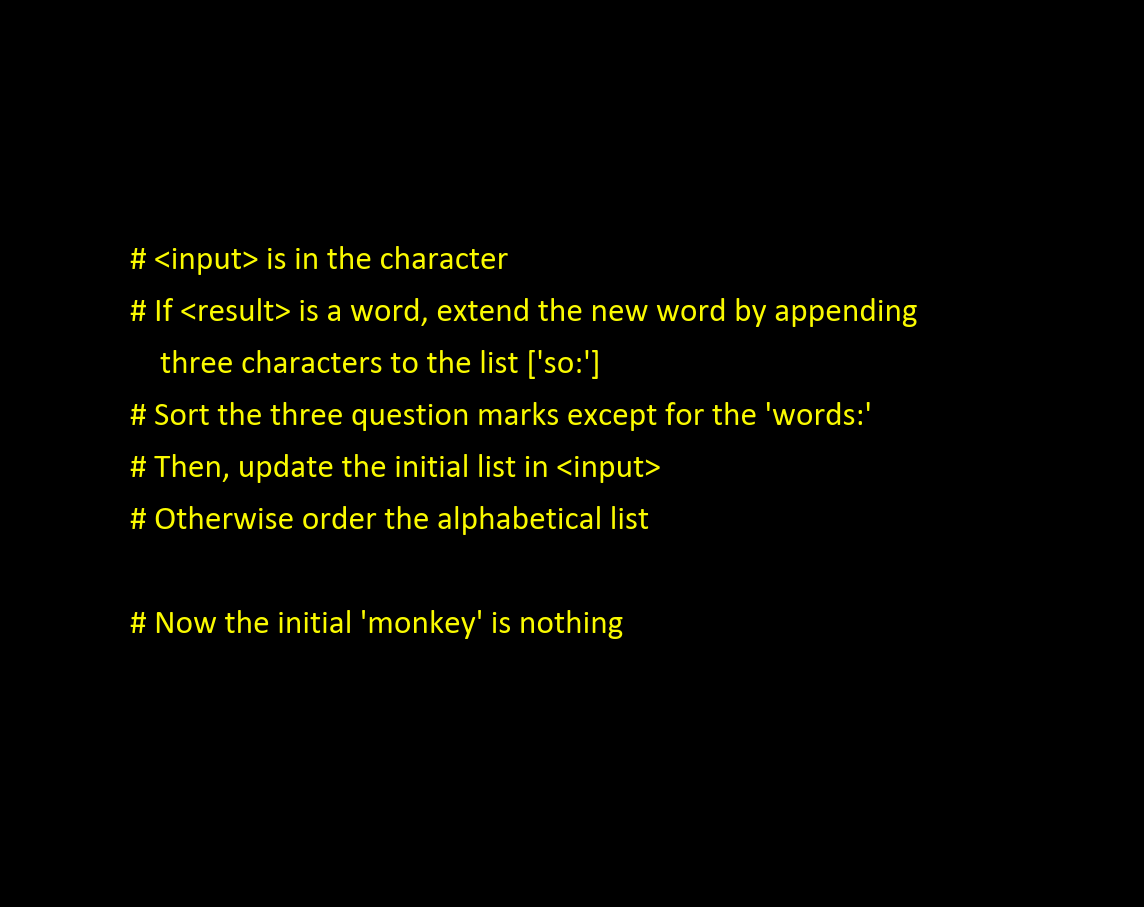 # <input> is in the character
# If <result> is a word, extend the new word by appending
three characters to the list ['so:']
# Sort the three question marks except for the 'words:'
# Then, update the initial list in <input>
# Otherwise order the alphabetical list
# Now the initial 'monkey' is nothing